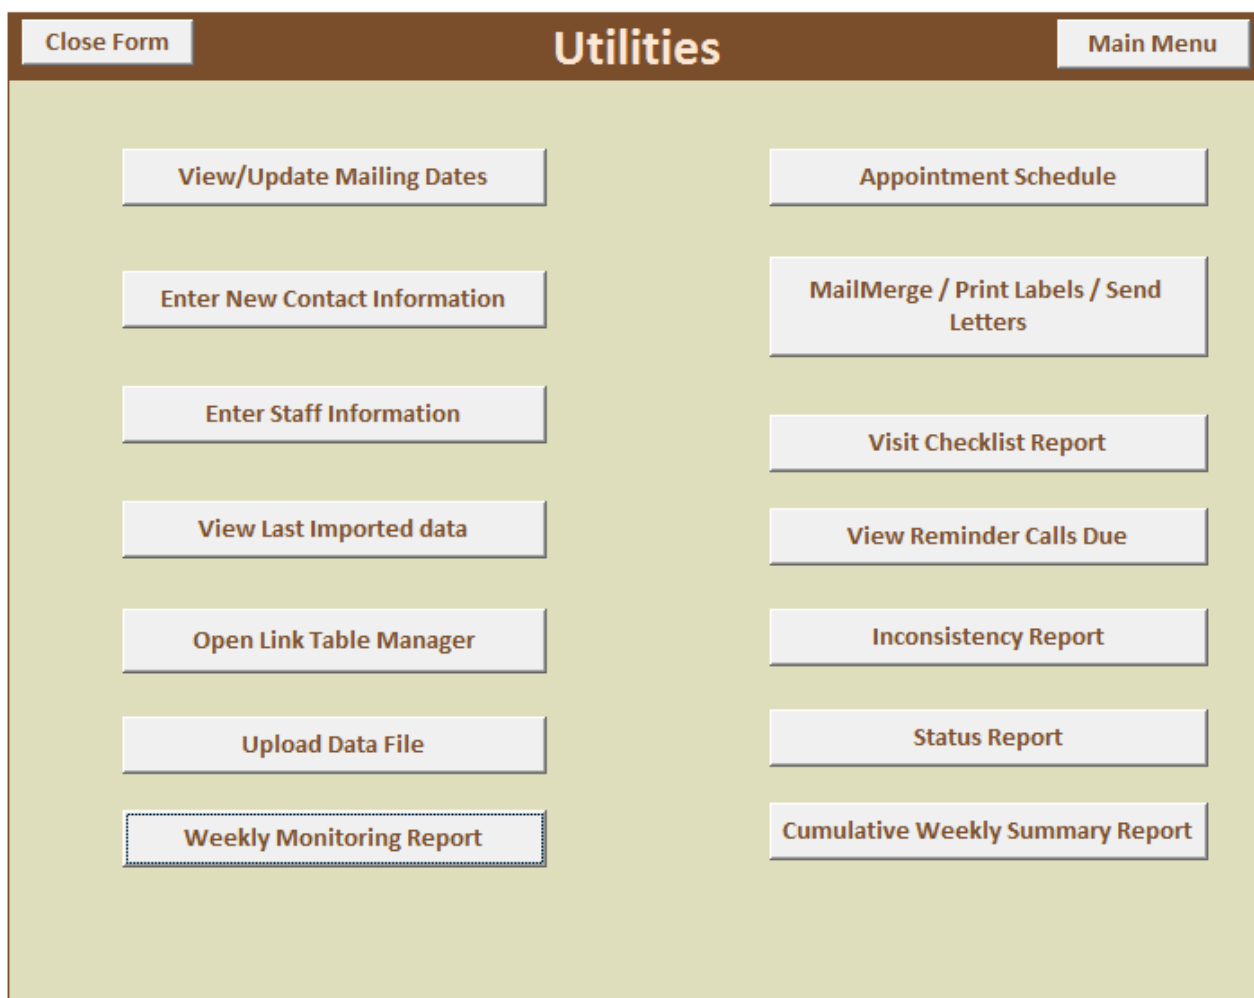 Close Form
Utilities
Main Menu
View/Update Mailing Dates
Appointment Schedule
Enter New Contact Information
MailMerge / Print Labels / Send
Letters
Enter Staff Information
Visit Checklist Report
View Last Imported data
View Reminder Calls Due
Open Link Table Manager
Inconsistency Report
Upload Data File
Status Report
Weekly Monitoring Report
Cumulative Weekly Summary Report